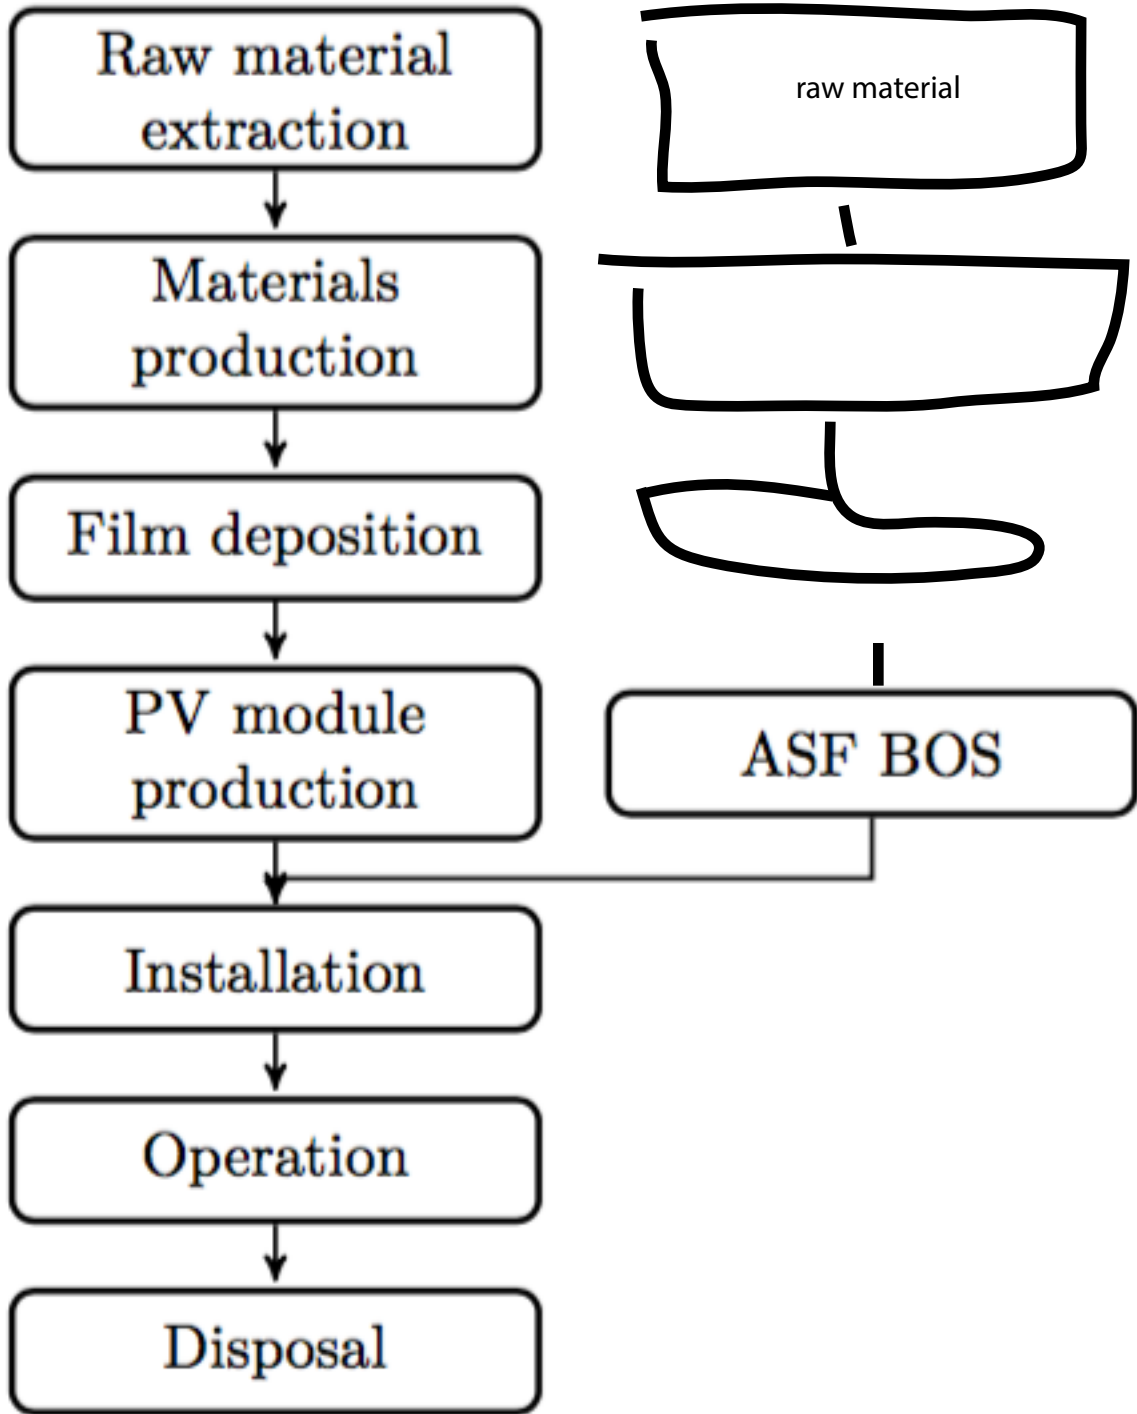 Raw material
extraction
raw material
Materials
production
Film deposition
PV module
production
ASF BOS
Installation
Operation
Disposal